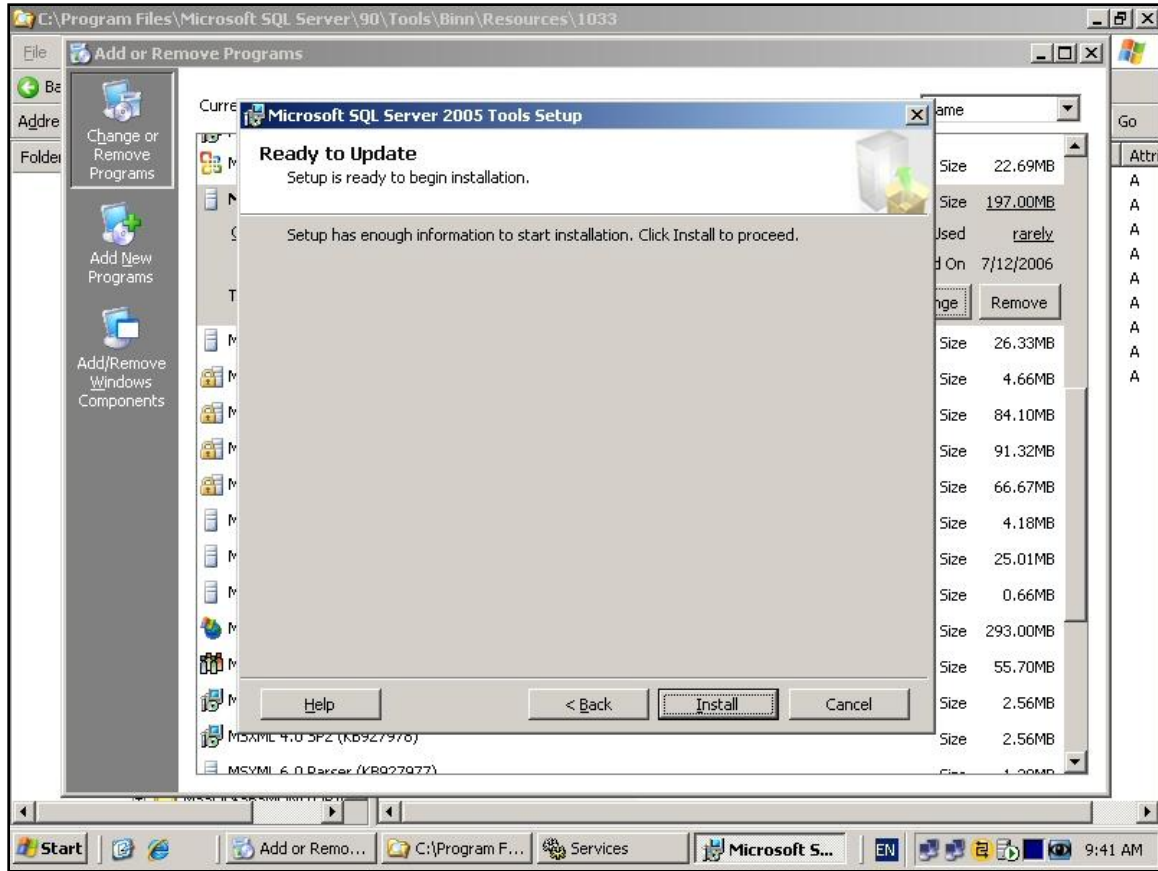 C:\Program Files\Microsoft SQL Server\90\Tools\Binn\Resources\1033
File
Add or Remove Programs
Change or Remove Programs
Add New Programs
Add/Remove Windows Components
Microsoft SQL Server 2005 Tools Setup
Ready to Update
Setup is ready to begin installation.
Setup has enough information to start installation. Click Install to proceed.
Help
< Back
Install
Cancel
Size 22.69MB
Size 197.00MB
rarely
On 7/12/2006
Remove
Size 26.33MB
Size 4.66MB
Size 84.10MB
Size 91.32MB
Size 66.67MB
Size 4.18MB
Size 25.01MB
Size 0.66MB
Size 293.00MB
Size 55.70MB
Size 2.56MB
MSXML 4.0 SP2 (KB927978)
Size 2.56MB
MSXML 6.0 Parser (KB927977)
Go
Attri
A
A
A
A
A
A
A
A
A
Start
Add or Remo...
C:\Program F...
Services
Microsoft S...
EN
9:41 AM